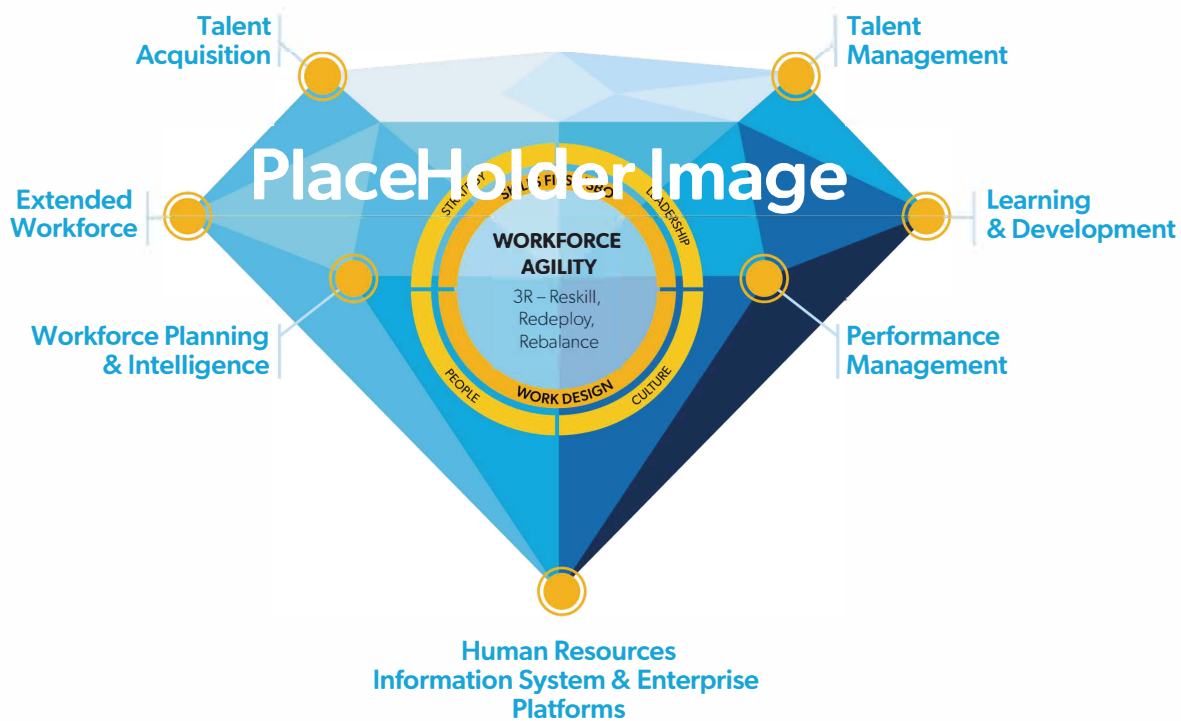 Talent
Acquisition
Talent
Management
PlaceHolder Image
STRATEGY
LEADERSHIP
Extended
Workforce
Learning
& Development
WORKFORCE
AGILITY
3R – Reskill,
Redeploy,
Rebalance
Workforce Planning
& Intelligence
Performance
Management
PEOPLE
WORK DESIGN
CULTURE
Human Resources
Information System & Enterprise
Platforms